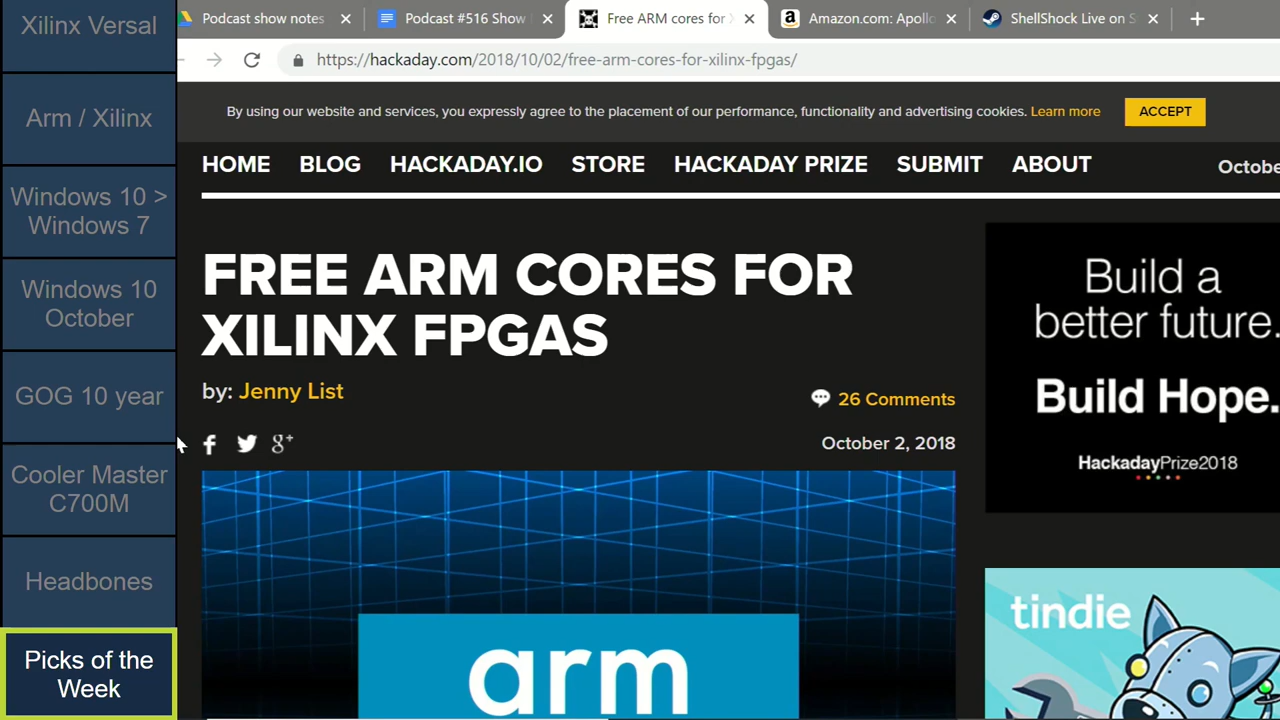 Xilinx Versal
Arm / Xilinx
Windows 10 >
Windows 7
Windows 10
October
GOG 10 year
Cooler Master
C700M
Headbones
Picks of the
Week
Podcast show notes
Podcast #516 Show
Free ARM cores for X
Amazon.com: Apollo
ShellShock Live on S
https://hackaday.com/2018/10/02/free-arm-cores-for-xilinx-fpgas/
By using our website and services, you expressly agree to the placement of our performance, functionality and advertising cookies. Learn more
ACCEPT
HOME BLOG HACKADAY.IO STORE HACKADAY PRIZE SUBMIT ABOUT
Octobe
FREE ARM CORES FOR
XILINX FPGAS
by: Jenny List
26 Comments
October 2, 2018
arm
Build a
better future.
Build Hope.
HackadayPrize2018
tindie